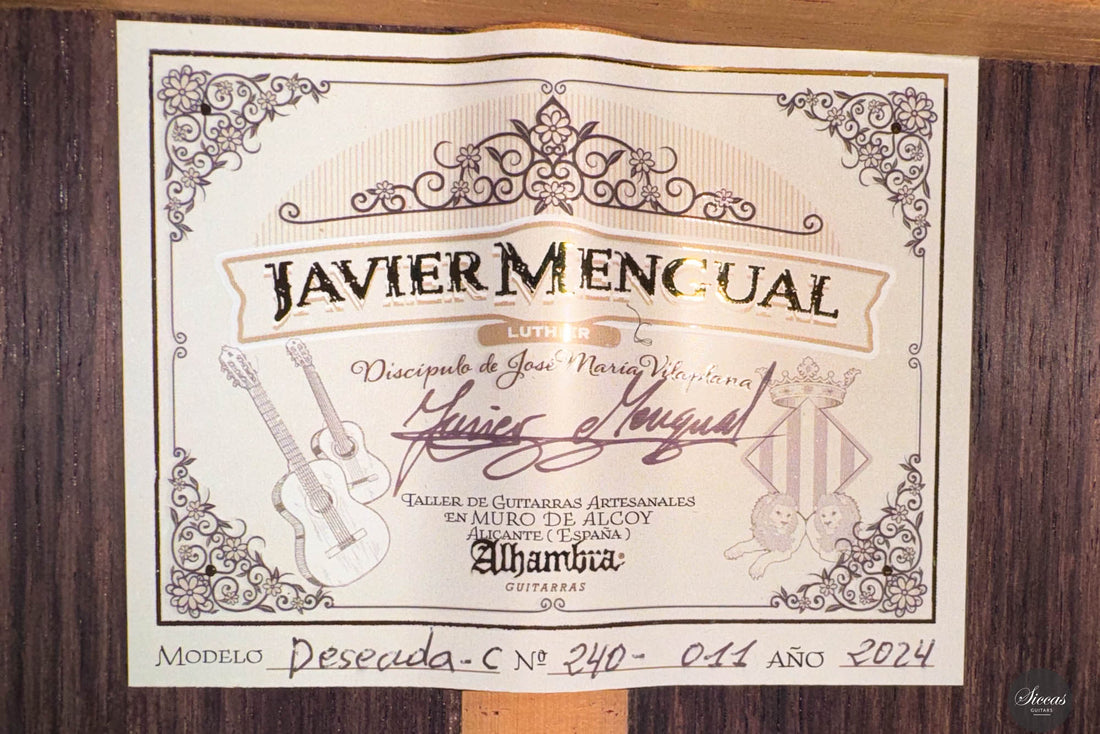 JAVIER MENGUAL
LUTHIER
Discípulo de José María Vilaplana
Javier Mengual
TALLER DE GUITARRAS ARTESANALES
EN MURO DE ALCOY
ALICANTE (ESPAÑA)
Alhambra®
GUITARRAS
MODELO Deseada-C Nº 240- 011 AÑO 2024
Siccas
GUITARS